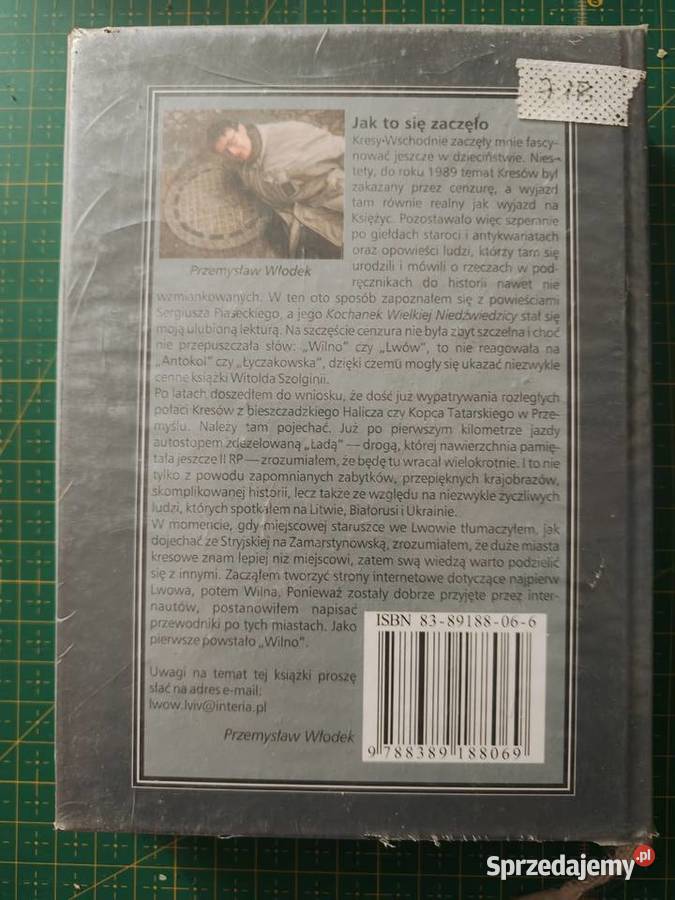 Jak to się zaczęło
Kresy Wschodnie zaczęły mnie fascy-
nować jeszcze w dzieciństwie. Nies-
tety, do roku 1989 temat Kresów był
zakazany przez cenzurę, a wyjazd
tam równie realny jak wyjazd na
Księżyc. Pozostawało więc szperanie
po giełdach staroci i antykwariatach
oraz opowieści ludzi, którzy tam się
urodzili i mówili o rzeczach w pod-
ręcznikach do historii nawet nie
Przemysław Włodek
wzmiankowanych. W ten oto sposób zapoznałem się z powieściami
Sergiusza Piaseckiego, a jego Kochanek Wielkiej Niedźwiedzicy stał się
moją ulubioną lekturą. Na szczęście cenzura nie była zbyt szczelna i choć
nie przepuszczała słów: „Wilno” czy „Lwów”, to nie reagowała na
„Antokol” czy „Łyczakowska”, dzięki czemu mogły się ukazać niezwykle
cenne książki Witolda Szolginii.
Po latach doszedłem do wniosku, że dość już wypatrywania rozległych
połaci Kresów z bieszczadzkiego Halicza czy Kopca Tatarskiego w Prze-
myślu. Należy tam pojechać. Już po pierwszym kilometrze jazdy
autostopem zdezelowaną „Ładą” — drogą, której nawierzchnia pamię-
tała jeszcze II RP — zrozumiałem, że będę tu wracał wielokrotnie. I to nie
tylko z powodu zapomnianych zabytków, przepięknych krajobrazów,
skomplikowanej historii, lecz także ze względu na niezwykle życzliwych
ludzi, których spotkałem na Litwie, Białorusi i Ukrainie.
W momencie, gdy miejscowej staruszce we Lwowie tłumaczyłem, jak
dojechać ze Stryjskiej na Zamarstynowską, zrozumiałem, że duże miasta
kresowe znam lepiej niż miejscowi, zatem swą wiedzą warto podzielić
się z innymi. Zacząłem tworzyć strony internetowe dotyczące najpierw
Lwowa, potem Wilna. Ponieważ zostały dobrze przyjęte przez inter-
nautów, postanowiłem napisać
przewodniki po tych miastach. Jako
pierwsze powstało „Wilno”.
Uwagi na temat tej książki proszę
słać na adres e-mail:
lwow.lviv@interia.pl
Przemysław Włodek
ISBN 83-89188-06-6
9 788389 188069
Sprzedajemy.pl